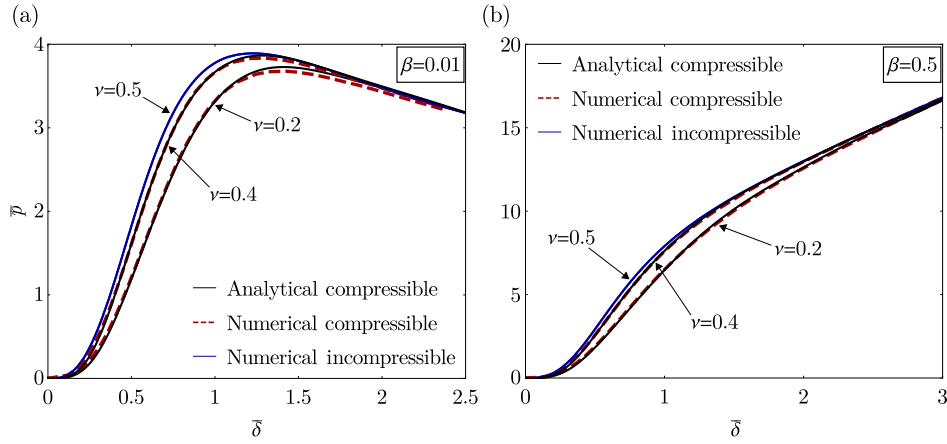 (a)
β=0.01
4
3
2
1
0
p̅
ν=0.5
ν=0.2
ν=0.4
Analytical compressible
Numerical compressible
Numerical incompressible
0
0.5
1
1.5
2
2.5
δ̅
(b)
β=0.5
20
15
10
5
0
Analytical compressible
Numerical compressible
Numerical incompressible
ν=0.5
ν=0.2
ν=0.4
0
1
2
3
δ̅